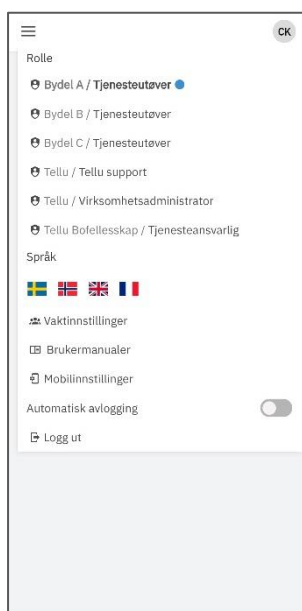 CK
Rolle
Bydel A / Tjenesteutøver
Bydel B / Tjenesteutøver
Bydel C / Tjenesteutøver
Tellu / Tellu support
Tellu / Virksomhetsadministrator
Tellu Bofellesskap / Tjenesteansvarlig
Språk
Vaktinnstillinger
Brukermanualer
Mobilinnstillinger
Automatisk avlogging
Logg ut